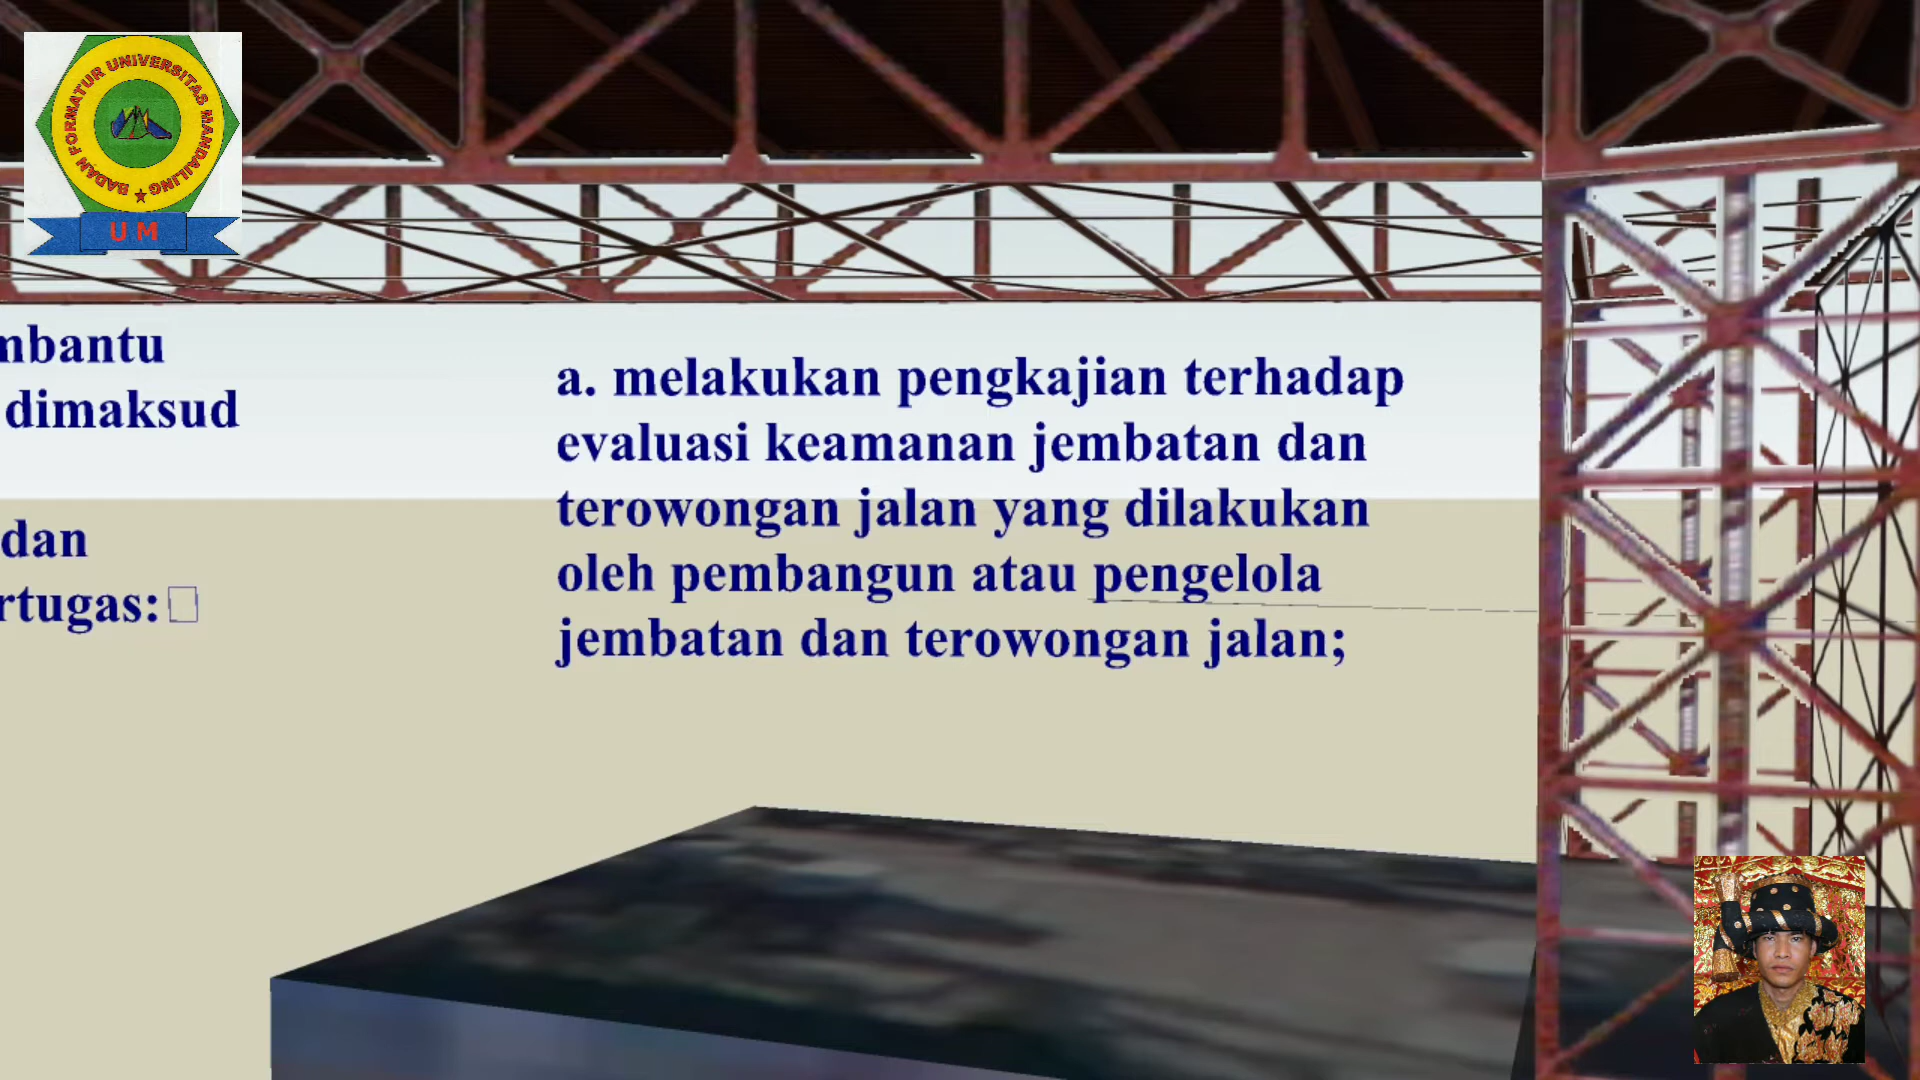 BADAN FORMATUR UNIVERSITAS MANDAILING
U M
mbantu
dimaksud
dan
rtugas:
a. melakukan pengkajian terhadap
evaluasi keamanan jembatan dan
terowongan jalan yang dilakukan
oleh pembangun atau pengelola
jembatan dan terowongan jalan;